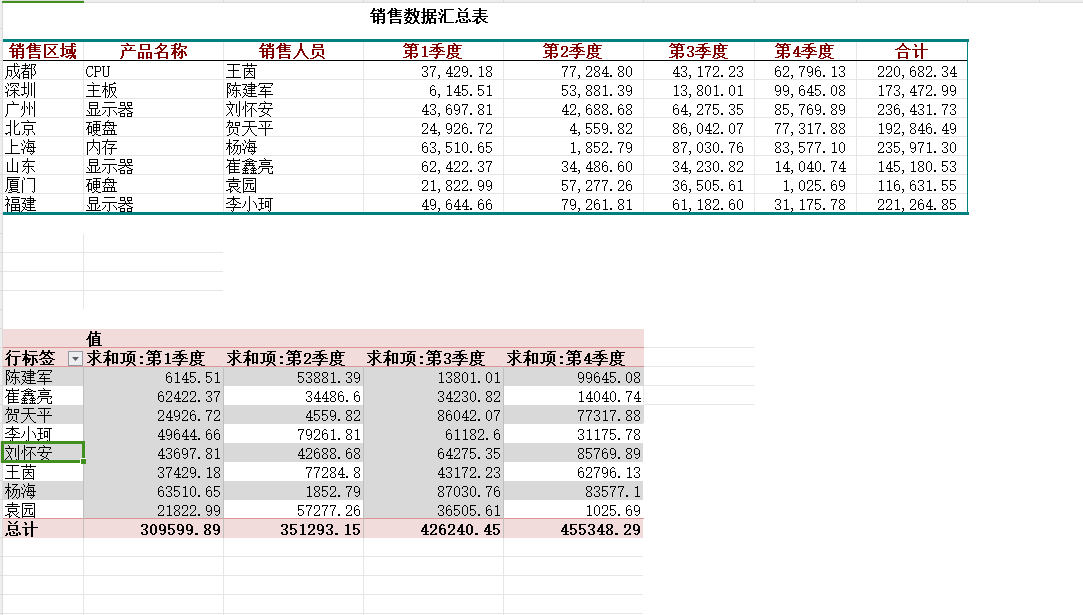 销售数据汇总表
销售区域 产品名称 销售人员 第1季度 第2季度 第3季度 第4季度 合计
成都 CPU 王茵 37,429.18 77,284.80 43,172.23 62,796.13 220,682.34
深圳 主板 陈建军 6,145.51 53,881.39 13,801.01 99,645.08 173,472.99
广州 显示器 刘怀安 43,697.81 42,688.68 64,275.35 85,769.89 236,431.73
北京 硬盘 贺天平 24,926.72 4,559.82 86,042.07 77,317.88 192,846.49
上海 内存 杨海 63,510.65 1,852.79 87,030.76 83,577.10 235,971.30
山东 显示器 崔鑫亮 62,422.37 34,486.60 34,230.82 14,040.74 145,180.53
厦门 硬盘 袁园 21,822.99 57,277.26 36,505.61 1,025.69 116,631.55
福建 显示器 李小珂 49,644.66 79,261.81 61,182.60 31,175.78 221,264.85
值
行标签 求和项:第1季度 求和项:第2季度 求和项:第3季度 求和项:第4季度
陈建军 6145.51 53881.39 13801.01 99645.08
崔鑫亮 62422.37 34486.6 34230.82 14040.74
贺天平 24926.72 4559.82 86042.07 77317.88
李小珂 49644.66 79261.81 61182.6 31175.78
刘怀安 43697.81 42688.68 64275.35 85769.89
王茵 37429.18 77284.8 43172.23 62796.13
杨海 63510.65 1852.79 87030.76 83577.1
袁园 21822.99 57277.26 36505.61 1025.69
总计 309599.89 351293.15 426240.45 455348.29